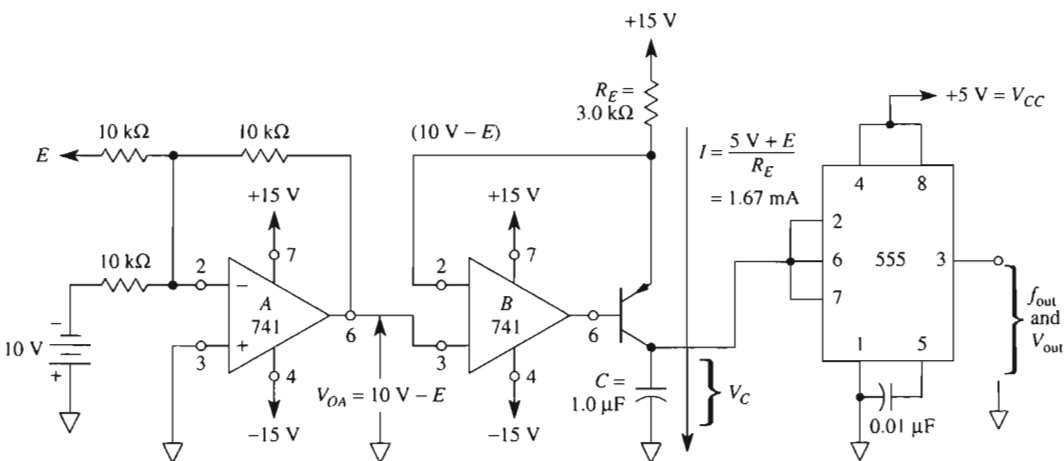 +15 V
R_E =
3.0 kΩ
+5 V = V_CC
10 kΩ
10 kΩ
E
(10 V – E)
I = (5 V + E) / R_E
= 1.67 mA
4
8
+15 V
+15 V
7
7
2
6
7
555
3
10 kΩ
2
–
A
741
+
3
6
4
2
B
741
3
6
4
–
10 V
+
1
5
f_out
and
V_out
V_OA = 10 V – E
–15 V
–15 V
C =
1.0 µF
V_C
0.01 µF